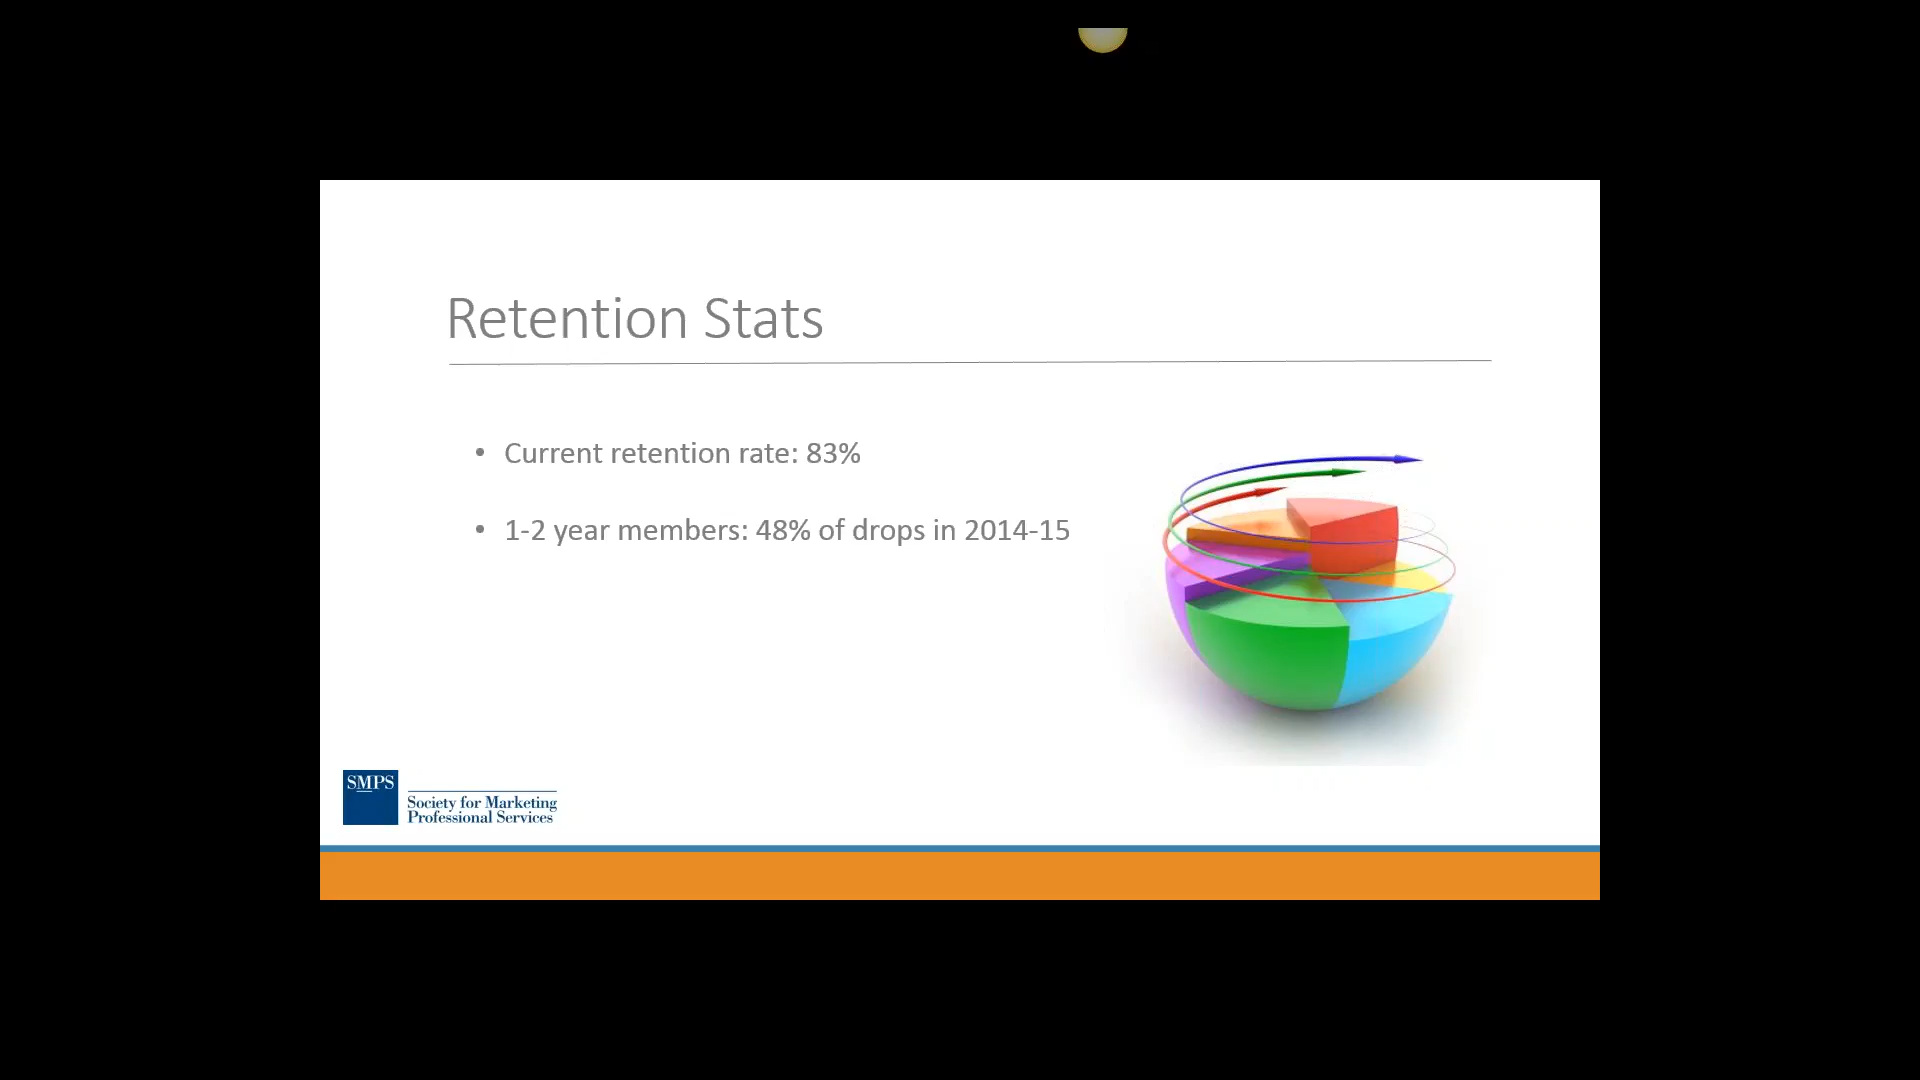 Retention Stats
• Current retention rate: 83%
• 1-2 year members: 48% of drops in 2014-15
SMPS
Society for Marketing
Professional Services